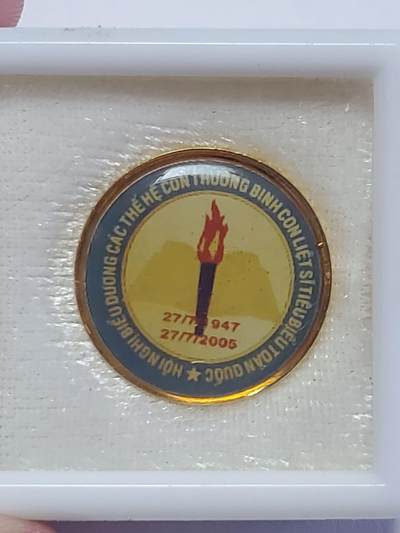 HỘI NGHỊ BIỂU DƯƠNG CÁC THẾ HỆ CON THƯƠNG BINH CON LIỆT SĨ TIÊU BIỂU TOÀN QUỐC ★
27/7/1947
27/7/2005